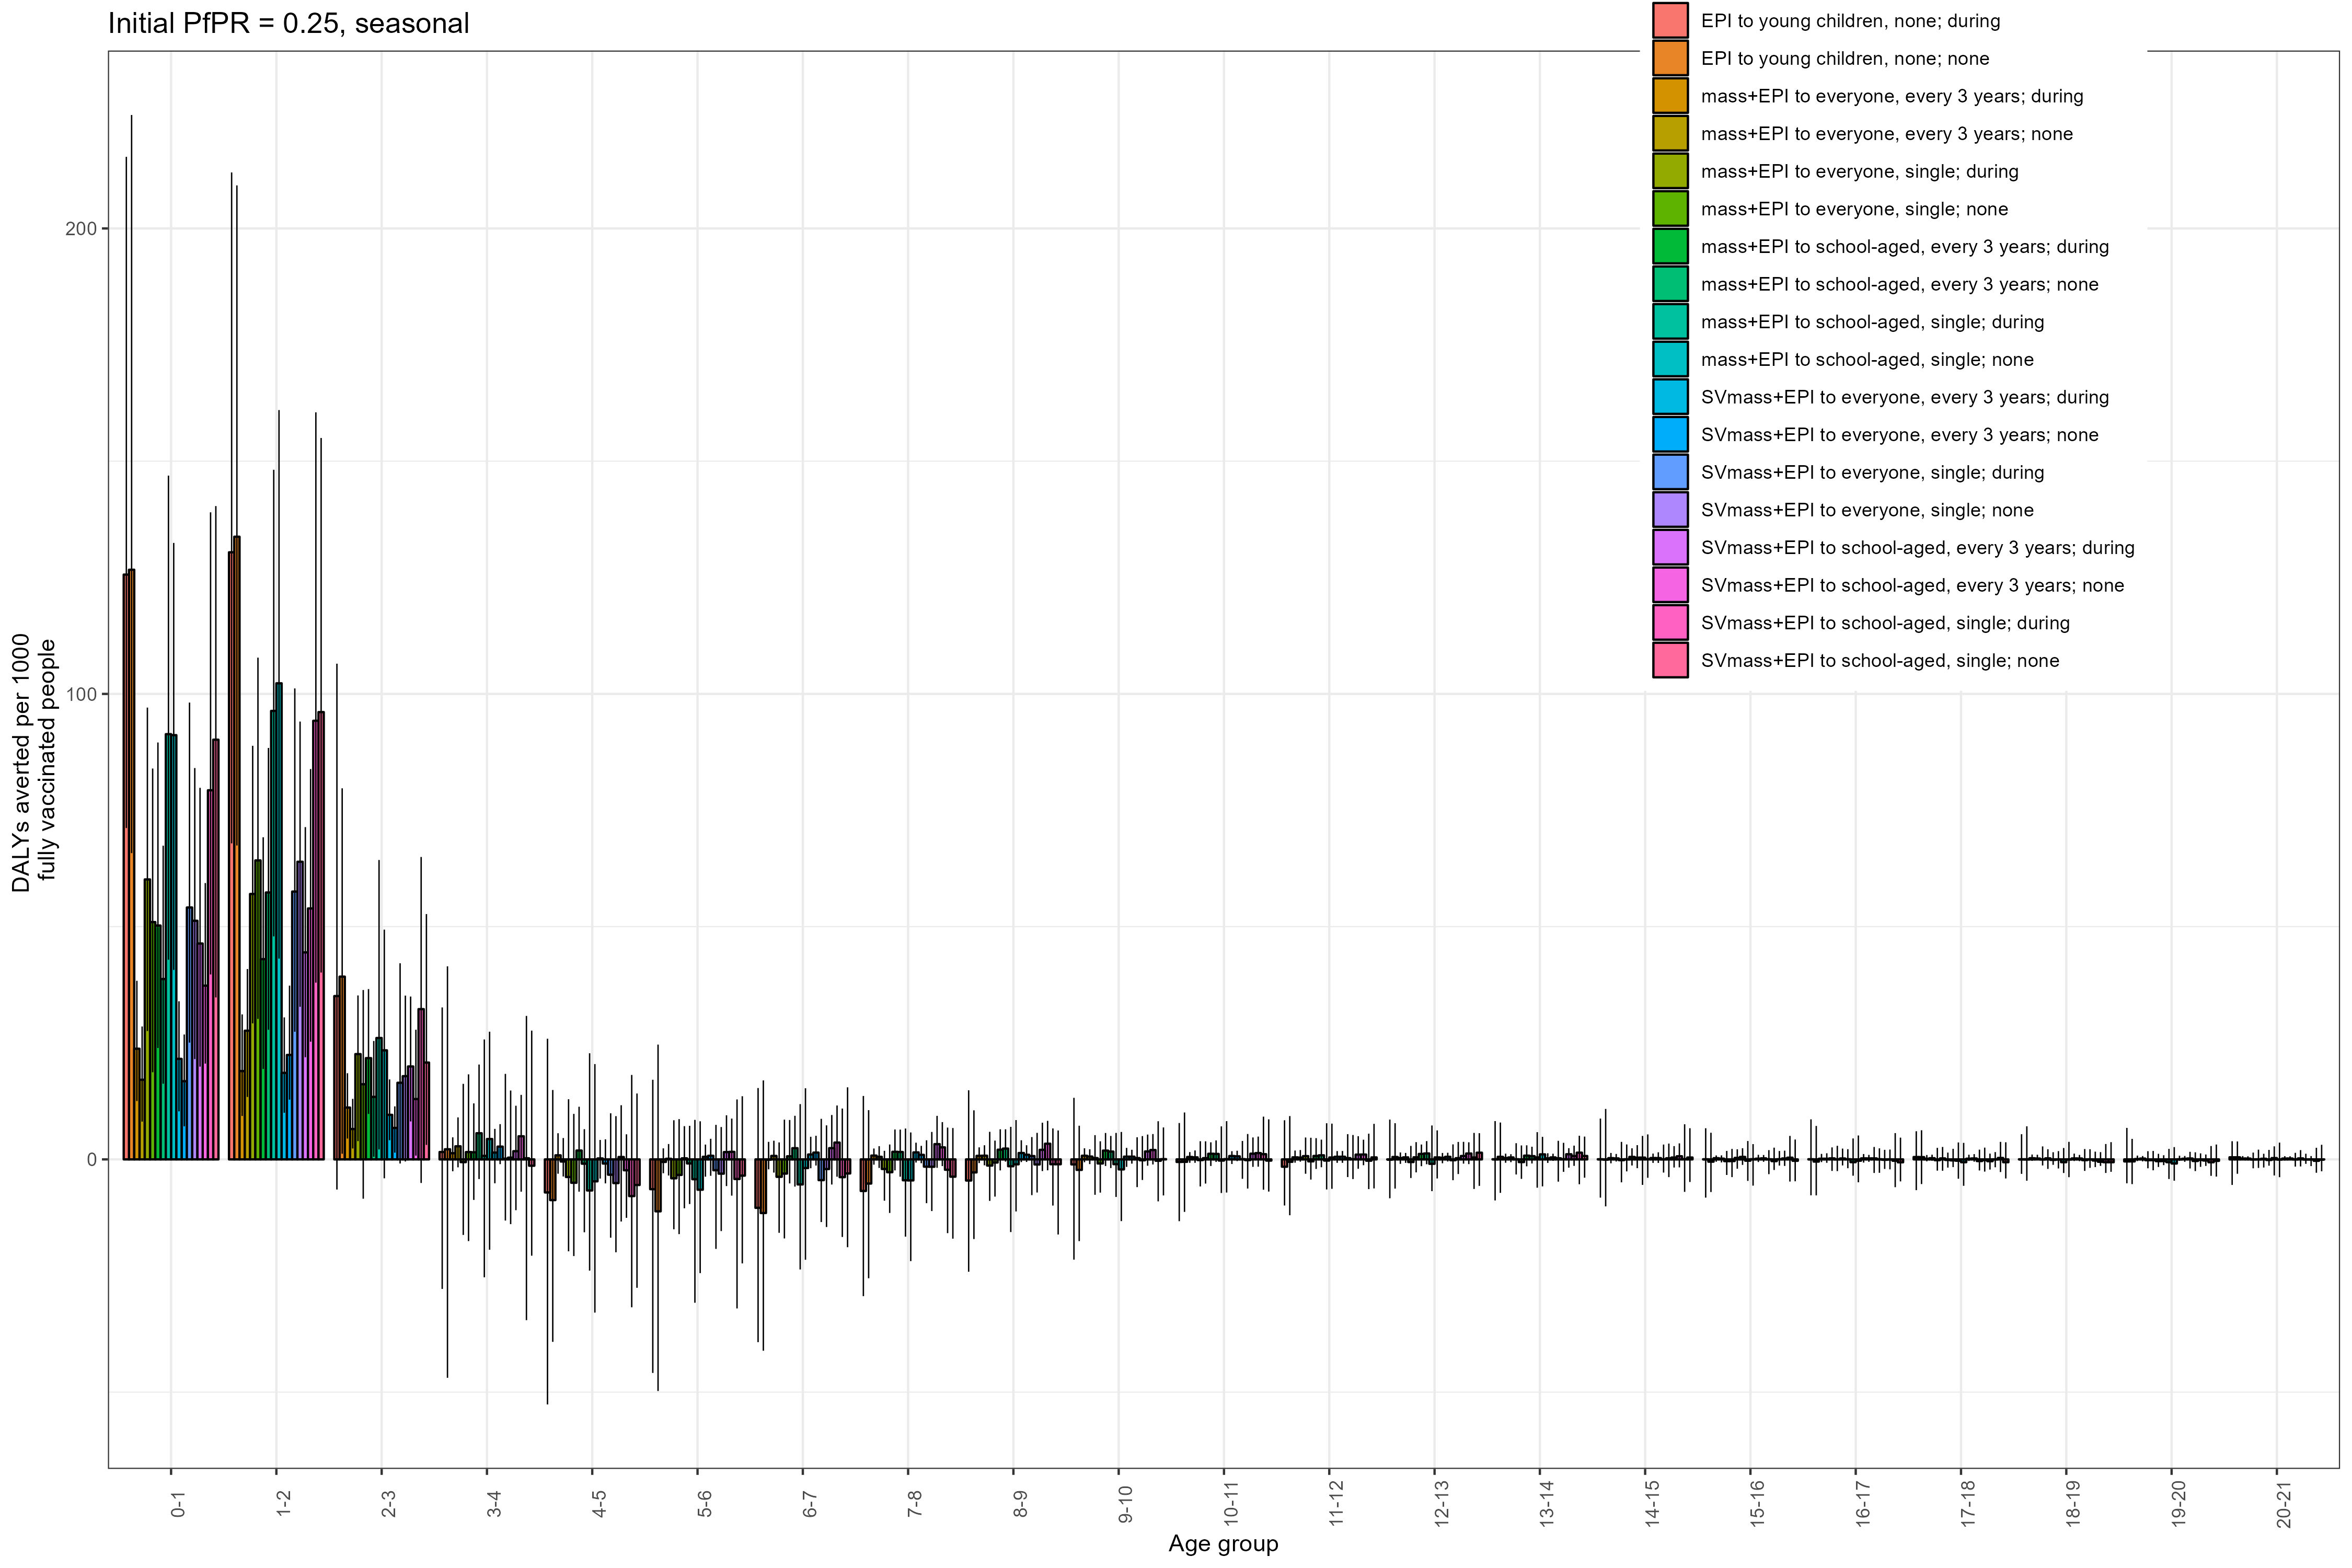 Initial PfPR = 0.25, seasonal
EPI to young children, none; during
EPI to young children, none; none
mass+EPI to everyone, every 3 years; during
mass+EPI to everyone, every 3 years; none
mass+EPI to everyone, single; during
mass+EPI to everyone, single; none
mass+EPI to school-aged, every 3 years; during
mass+EPI to school-aged, every 3 years; none
mass+EPI to school-aged, single; during
mass+EPI to school-aged, single; none
SVmass+EPI to everyone, every 3 years; during
SVmass+EPI to everyone, every 3 years; none
SVmass+EPI to everyone, single; during
SVmass+EPI to everyone, single; none
SVmass+EPI to school-aged, every 3 years; during
SVmass+EPI to school-aged, every 3 years; none
SVmass+EPI to school-aged, single; during
SVmass+EPI to school-aged, single; none
DALYs averted per 1000
fully vaccinated people
200
100
0
0-1
1-2
2-3
3-4
4-5
5-6
6-7
7-8
8-9
9-10
10-11
11-12
12-13
13-14
14-15
15-16
16-17
17-18
18-19
19-20
20-21
Age group